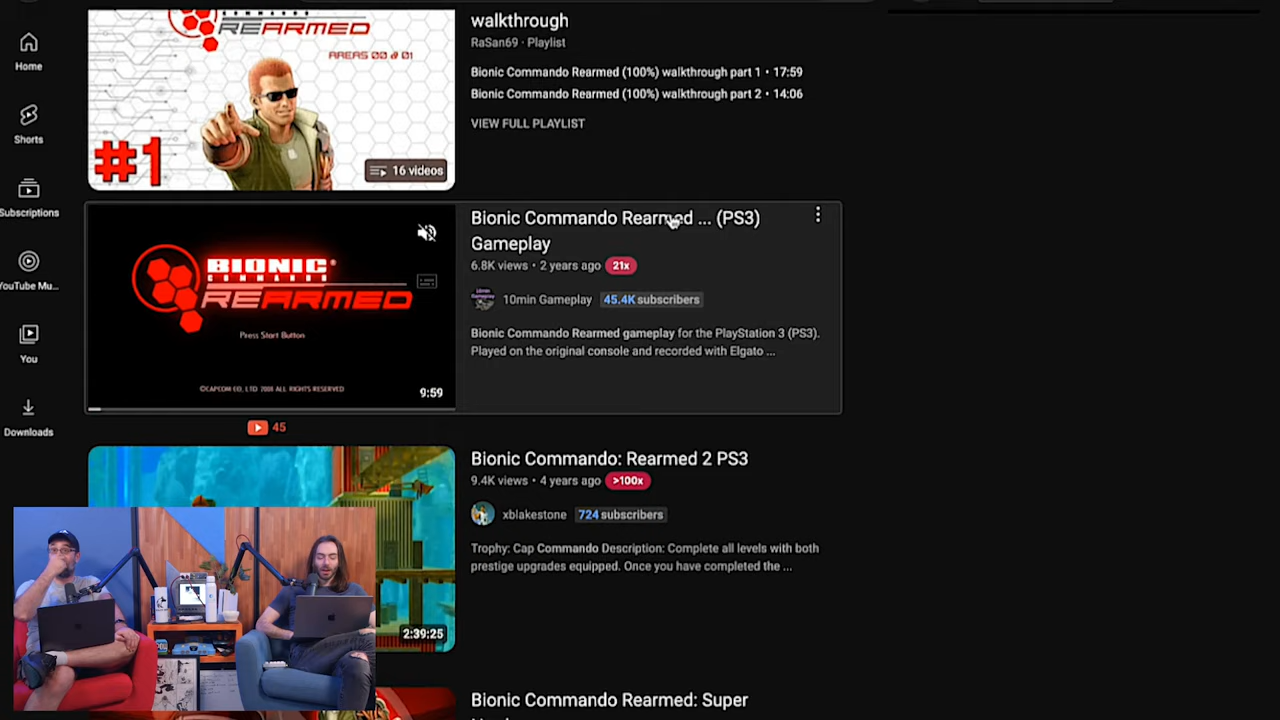 COMMANDO
REARMED
AREAS 00 & 01
#1
16 videos
walkthrough
RaSan69 · Playlist
Bionic Commando Rearmed (100%) walkthrough part 1 • 17:59
Bionic Commando Rearmed (100%) walkthrough part 2 • 14:06
VIEW FULL PLAYLIST
Home
Shorts
Subscriptions
YouTube Mu...
You
Downloads
BIONIC
COMMANDO
REARMED
Press Start Button
9:59
45
Bionic Commando Rearmed ... (PS3)
Gameplay
6.8K views • 2 years ago 21x
10min Gameplay 45.4K subscribers
Bionic Commando Rearmed gameplay for the PlayStation 3 (PS3).
Played on the original console and recorded with Elgato ...
2:39:25
Bionic Commando: Rearmed 2 PS3
9.4K views • 4 years ago >100x
xblakestone 724 subscribers
Trophy: Cap Commando Description: Complete all levels with both
prestige upgrades equipped. Once you have completed the ...
Bionic Commando Rearmed: Super